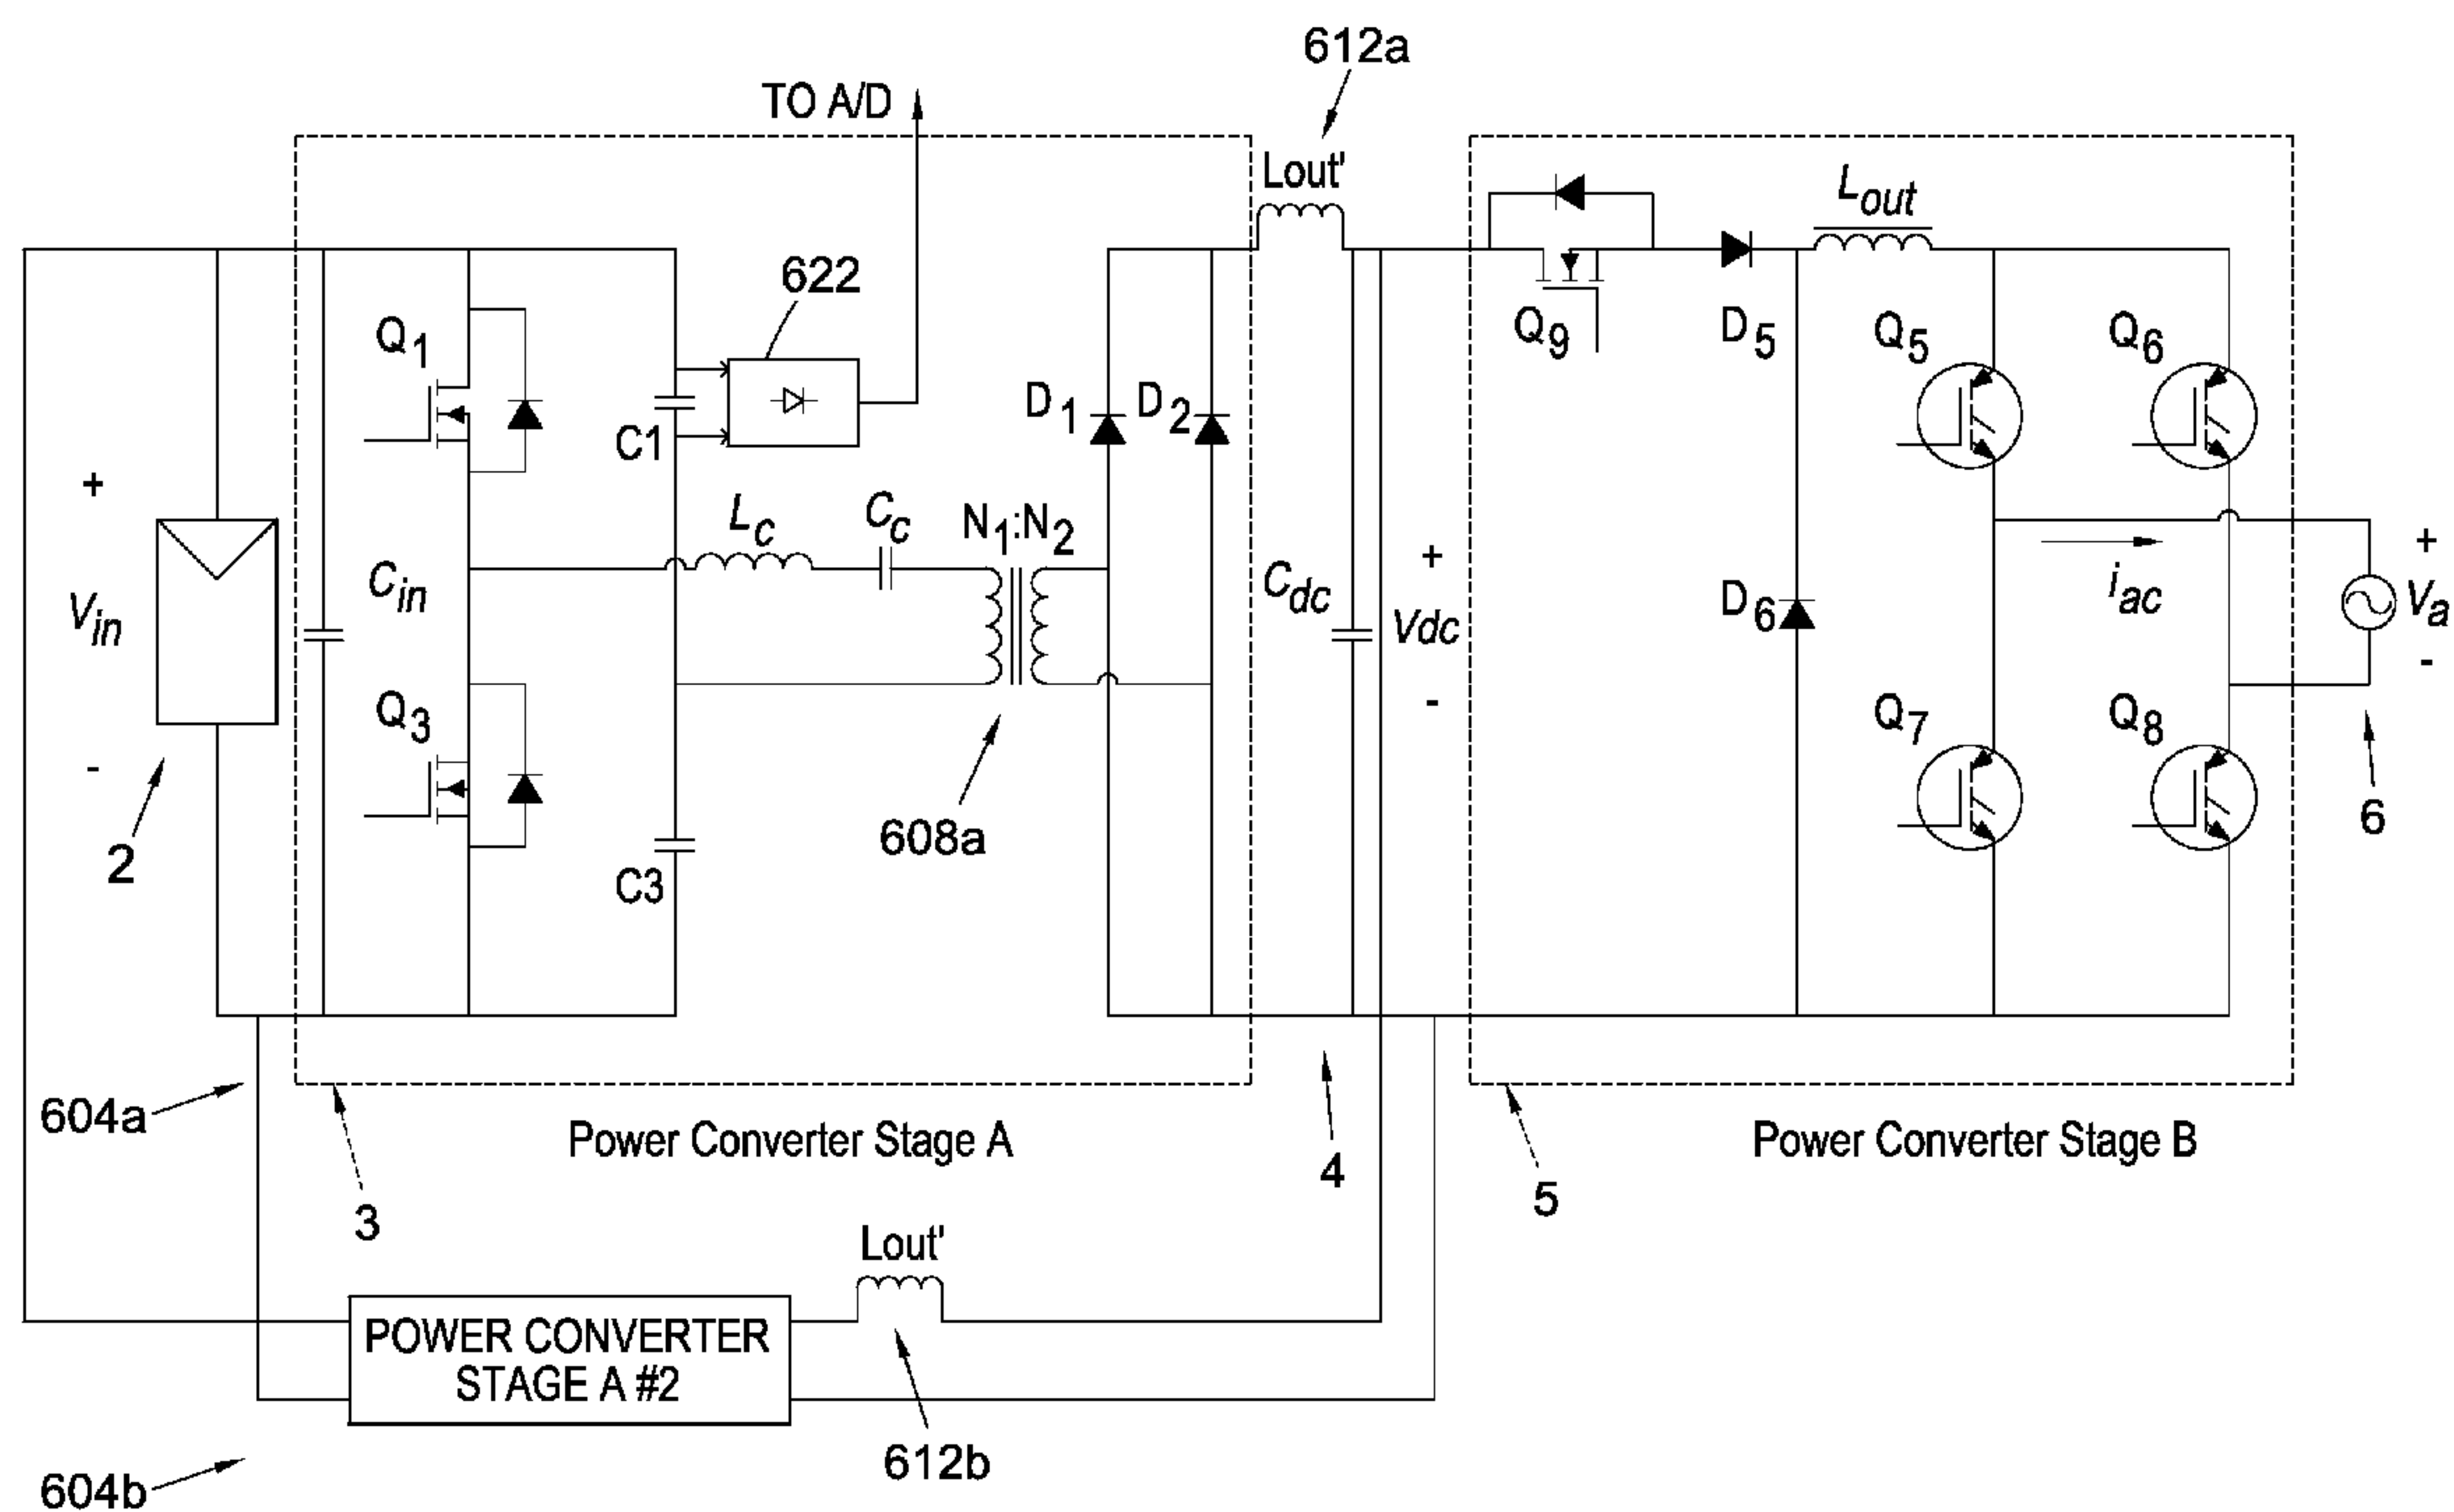 612a
TO A/D
Lout'
Lout
622
Q1
Q9
D5
Q5
Q6
D1
D2
C1
+
Lc
Cc
N1:N2
Cin
Vin
Cdc
+
Vdc
-
D6
iac
+
Va
-
Q3
-
2
C3
608a
Q7
Q8
6
604a
3
Power Converter Stage A
4
Power Converter Stage B
5
Lout'
POWER CONVERTER
STAGE A #2
612b
604b